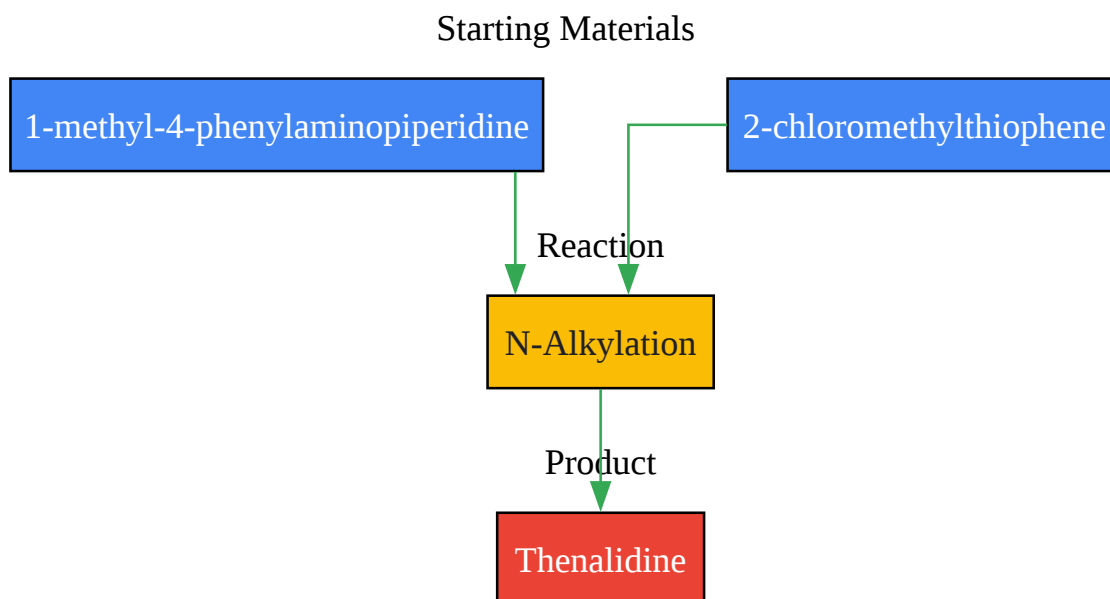 Starting Materials
1-methyl-4-phenylaminopiperidine
2-chloromethylthiophene
Reaction
N-Alkylation
Product
Thenalidine